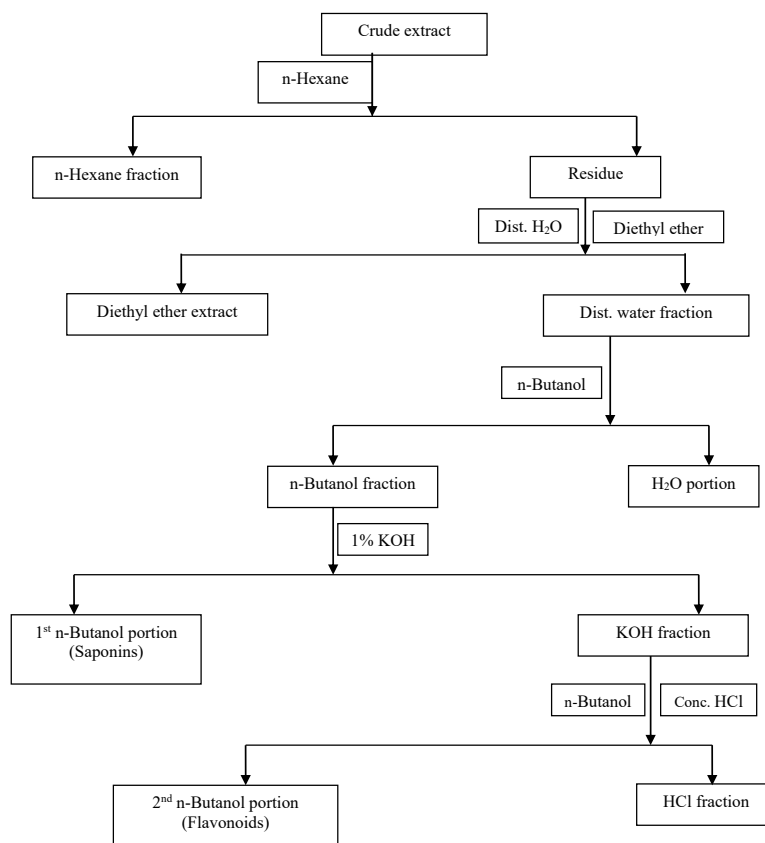 Crude extract
n-Hexane
n-Hexane fraction
Residue
Dist. H₂O
Diethyl ether
Diethyl ether extract
Dist. water fraction
n-Butanol
n-Butanol fraction
H₂O portion
1% KOH
1ˢᵗ n-Butanol portion
(Saponins)
KOH fraction
n-Butanol
Conc. HCl
2ⁿᵈ n-Butanol portion
(Flavonoids)
HCl fraction